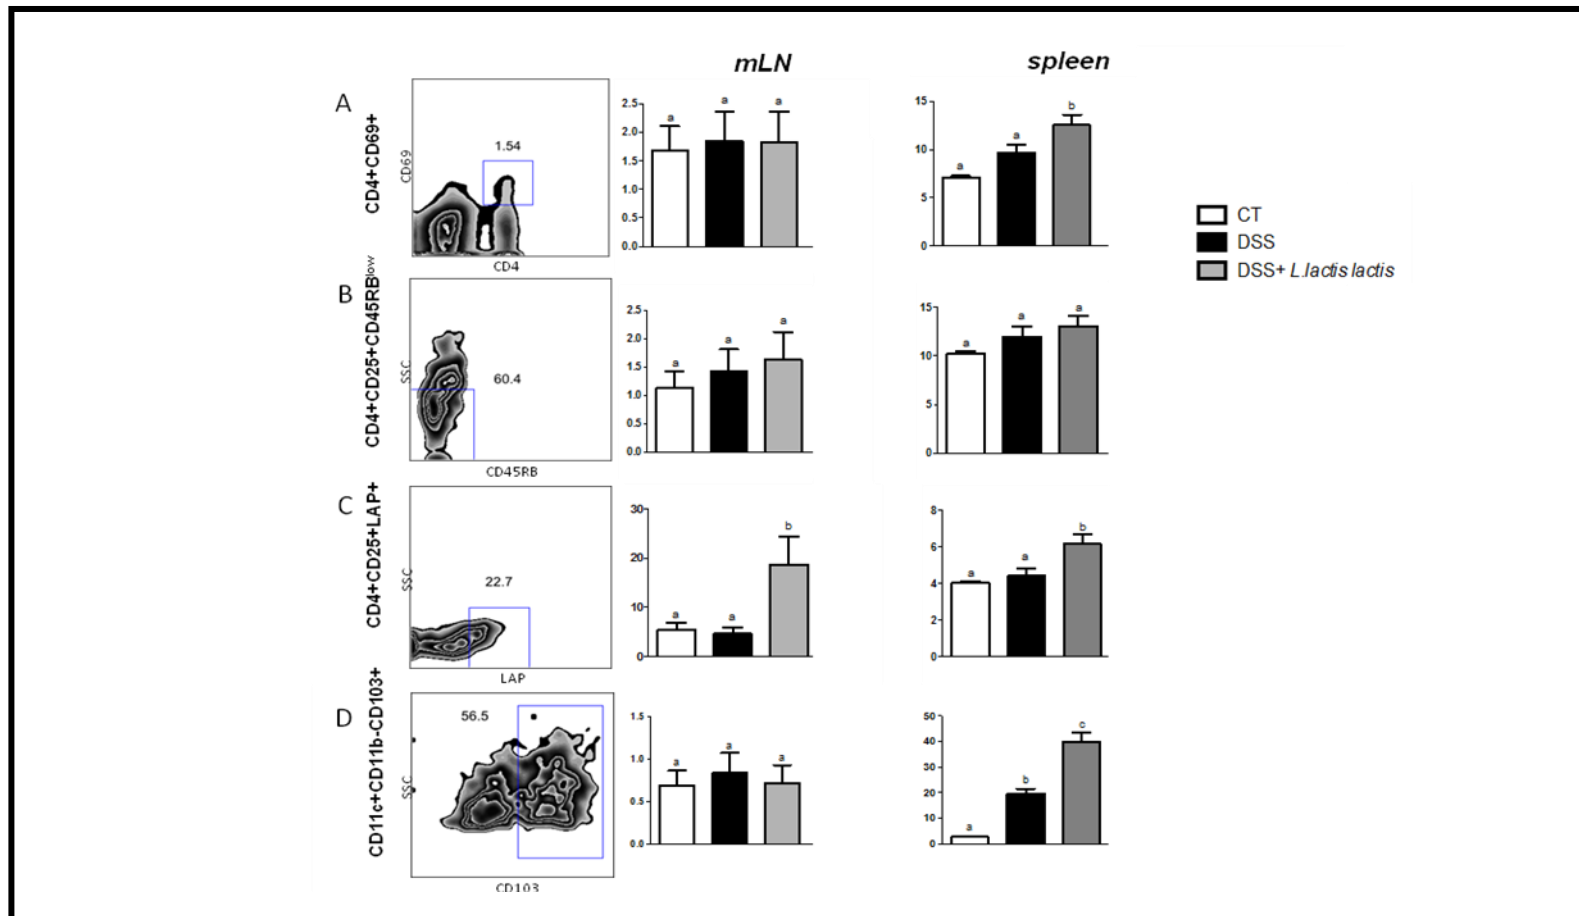 mLN
spleen
A
CD4+CD69+
CD69
1.54
CD4
2.5
2.0
1.5
1.0
0.5
0.0
a
a
a
15
10
5
0
a
a
b
CT
DSS
DSS+ L.lactis lactis
B
CD4+CD25+CD45RBlow
SSC
60.4
CD45RB
2.5
2.0
1.5
1.0
0.5
0.0
a
a
a
15
10
5
0
a
a
a
C
CD4+CD25+LAP+
SSC
22.7
LAP
30
20
10
0
a
a
b
8
6
4
2
0
a
a
b
D
CD11c+CD11b-CD103+
SSC
56.5
CD103
1.5
1.0
0.5
0.0
a
a
a
50
40
30
20
10
0
a
b
c